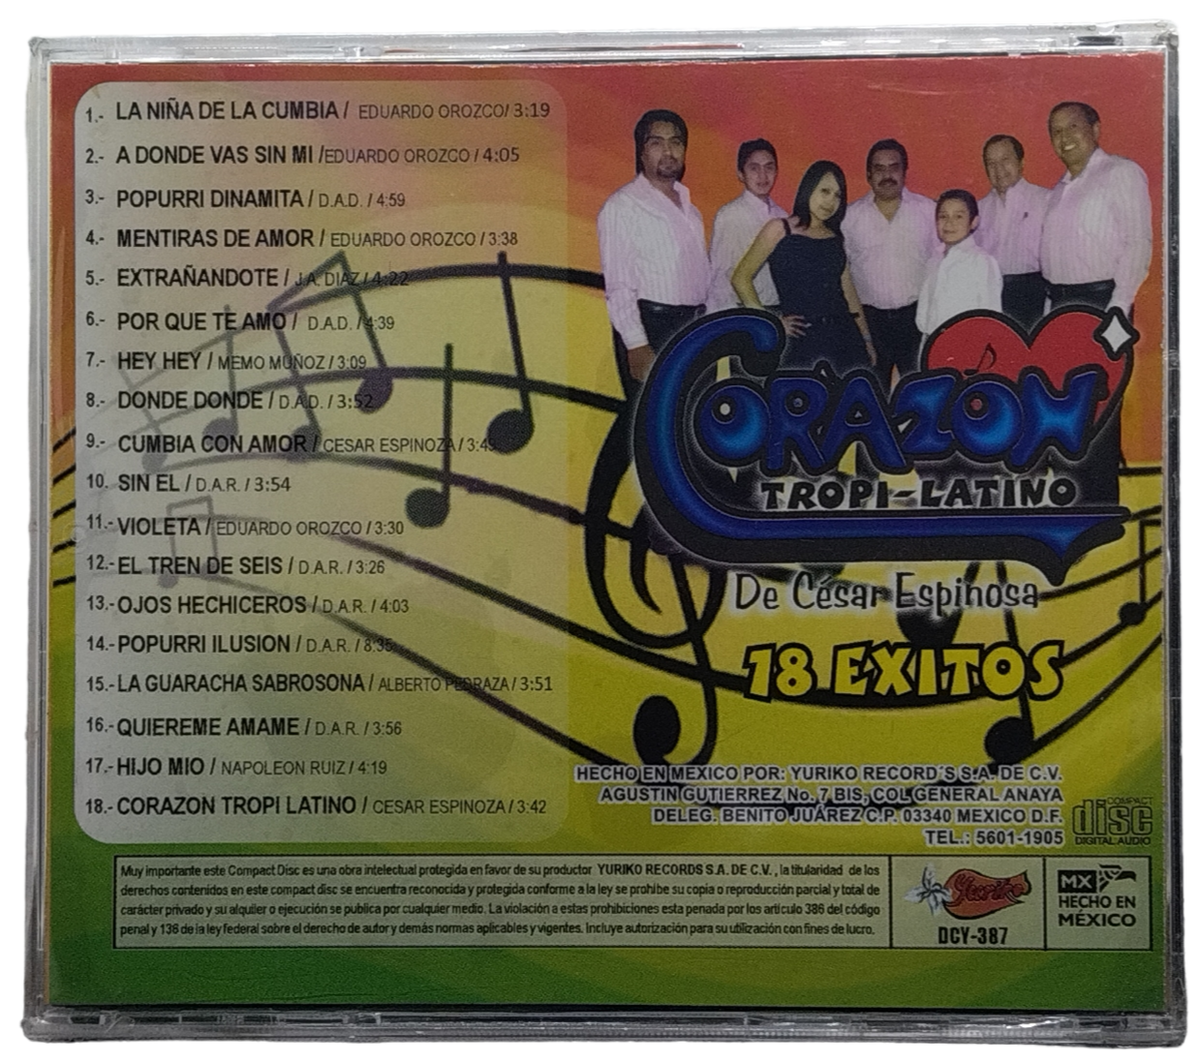 1.- LA NIÑA DE LA CUMBIA / EDUARDO OROZCO/ 3:19
2.- A DONDE VAS SIN MI /EDUARDO OROZCO / 4:05
3.- POPURRI DINAMITA / D.A.D. / 4:59
4.- MENTIRAS DE AMOR / EDUARDO OROZCO / 3:38
5.- EXTRAÑANDOTE / J.A. DIAZ / 4:22
6.- POR QUE TE AMO / D.A.D. / 4:39
7.- HEY HEY / MEMO MUÑOZ / 3:09
8.- DONDE DONDE / D.A.D. / 3:52
9.- CUMBIA CON AMOR / CESAR ESPINOZA / 3:45
10. SIN EL / D.A.R. / 3:54
11.- VIOLETA / EDUARDO OROZCO / 3:30
12.- EL TREN DE SEIS / D.A.R. / 3:26
13.- OJOS HECHICEROS / D.A.R. / 4:03
14.- POPURRI ILUSION / D.A.R. / 8:35
15.- LA GUARACHA SABROSONA / ALBERTO PEDRAZA / 3:51
16.- QUIEREME AMAME / D.A.R. / 3:56
17.- HIJO MIO / NAPOLEON RUIZ / 4:19
18.- CORAZON TROPI LATINO / CESAR ESPINOZA / 3:42
CORAZON
TROPI-LATINO
De César Espinosa
18 EXITOS
HECHO EN MEXICO POR: YURIKO RECORD´S S.A. DE C.V.
AGUSTIN GUTIERREZ No. 7 BIS, COL GENERAL ANAYA
DELEG. BENITO JUÁREZ C.P. 03340 MEXICO D.F.
TEL.: 5601-1905
COMPACT
disc
DIGITAL AUDIO
Muy importante este Compact Disc es una obra intelectual protegida en favor de su productor YURIKO RECORDS S.A. DE C.V. , la titularidad de los
derechos contenidos en este compact disc se encuentra reconocida y protegida conforme a la ley se prohibe su copia o reproducción parcial y total de
carácter privado y su alquiler o ejecución se publica por cualquier medio. La violación a estas prohibiciones esta penada por los articulo 386 del código
penal y 136 de la ley federal sobre el derecho de autor y demás normas aplicables y vigentes. Incluye autorización para su utilización con fines de lucro.
Yuriko
DCY-387
MX
HECHO EN
MÉXICO